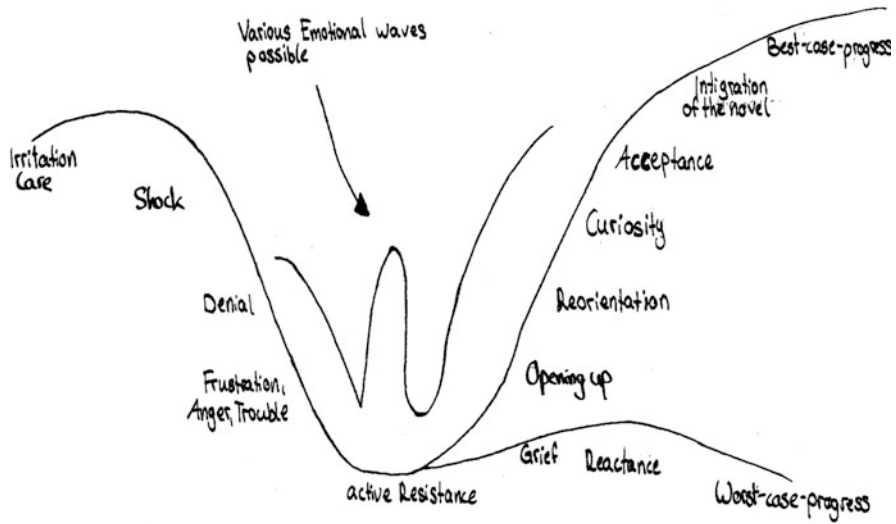 Various Emotional waves
possible
Best-case-progress
Intigration
of the novel
Irritation
Care
Acceptance
Shock
Curiosity
Denial
Reorientation
Frustration,
Anger, Trouble
Opening up
Grief
Reactance
active Resistance
Worst-case-progress